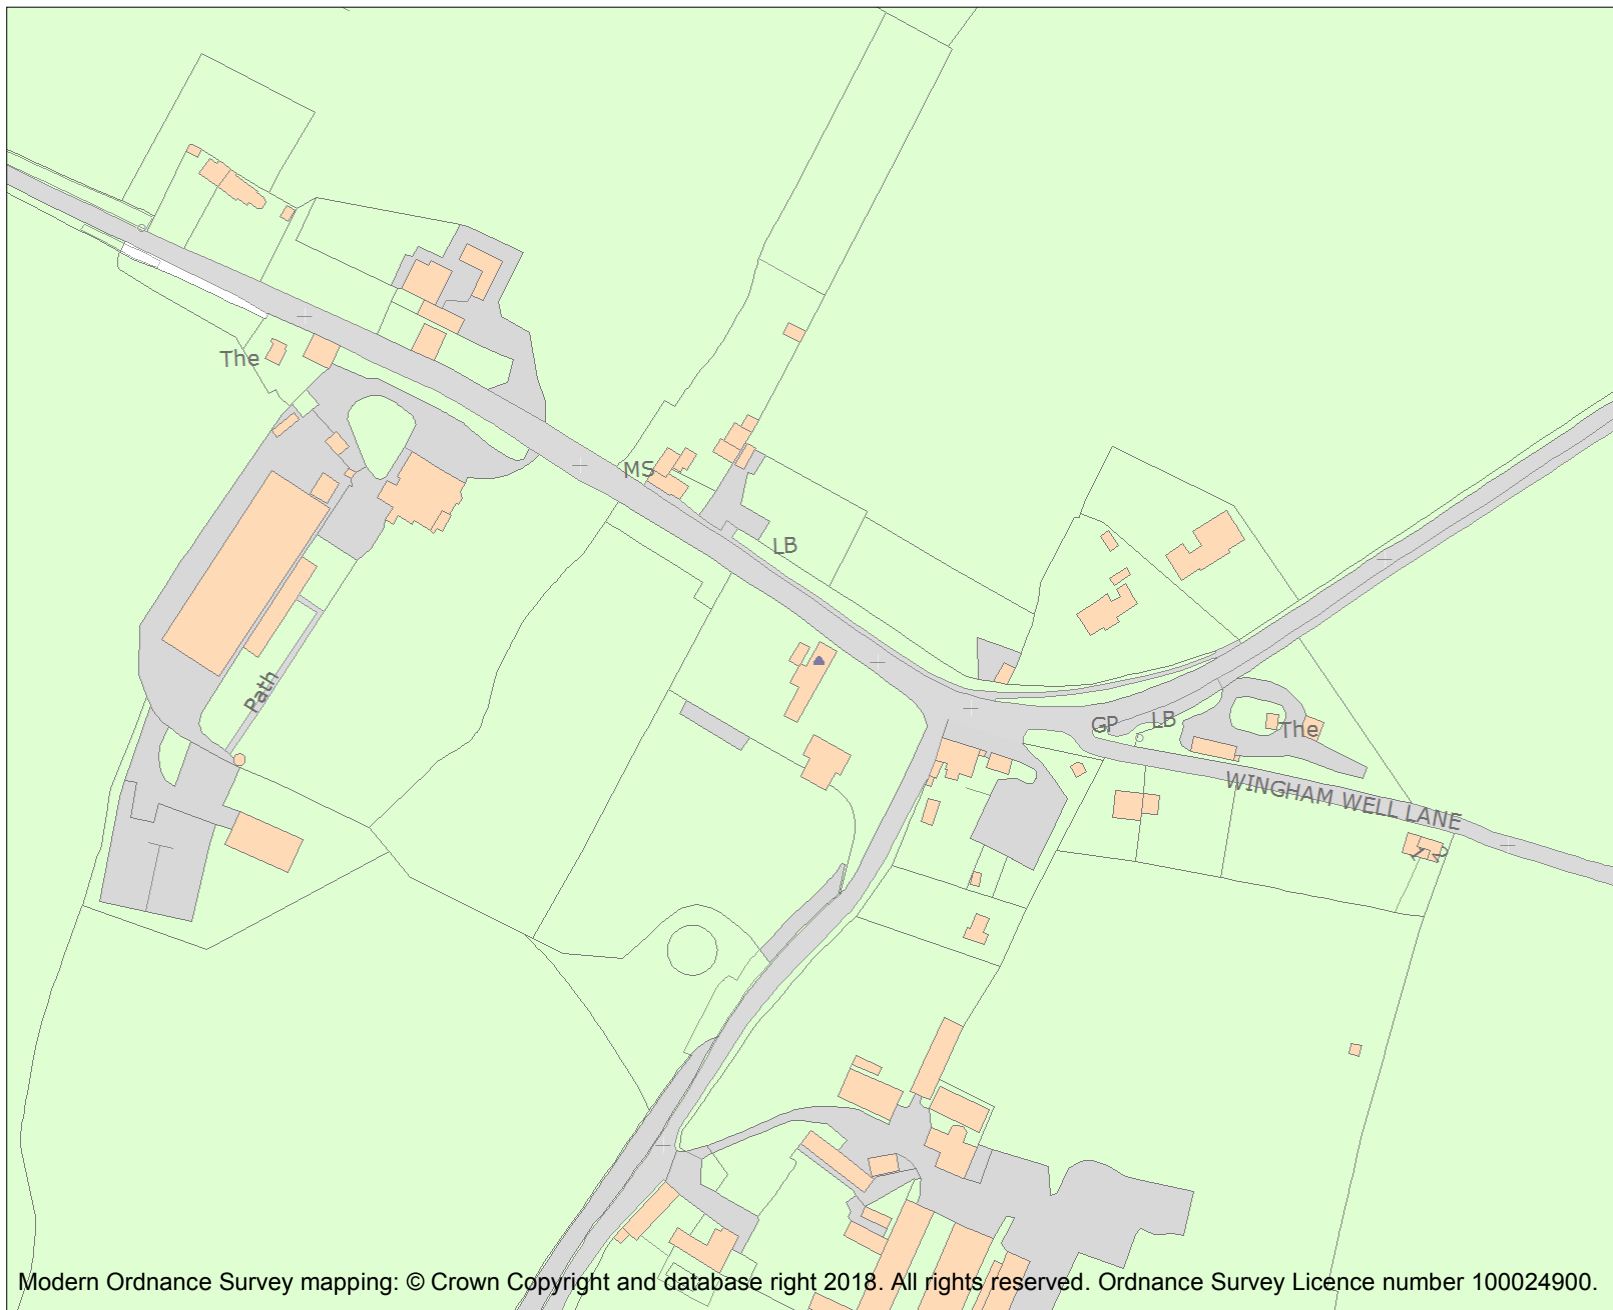 The
MS
LB
Path
GP
LB
The
WINGHAM WELL LANE
Modern Ordnance Survey mapping: © Crown Copyright and database right 2018. All rights reserved. Ordnance Survey Licence number 100024900.